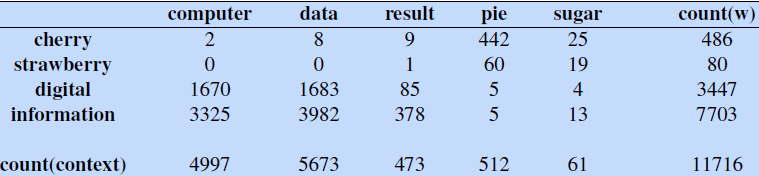 computer data result pie sugar count(w)
cherry 2 8 9 442 25 486
strawberry 0 0 1 60 19 80
digital 1670 1683 85 5 4 3447
information 3325 3982 378 5 13 7703
count(context) 4997 5673 473 512 61 11716